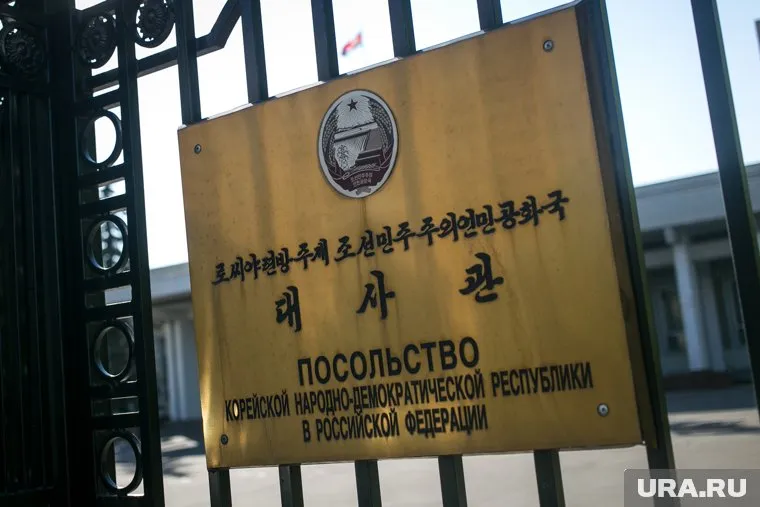 로씨야련방주재 조선민주주의인민공화국
대 사 관
ПОСОЛЬСТВО
КОРЕЙСКОЙ НАРОДНО-ДЕМОКРАТИЧЕСКОЙ РЕСПУБЛИКИ
В РОССИЙСКОЙ ФЕДЕРАЦИИ
URA.RU